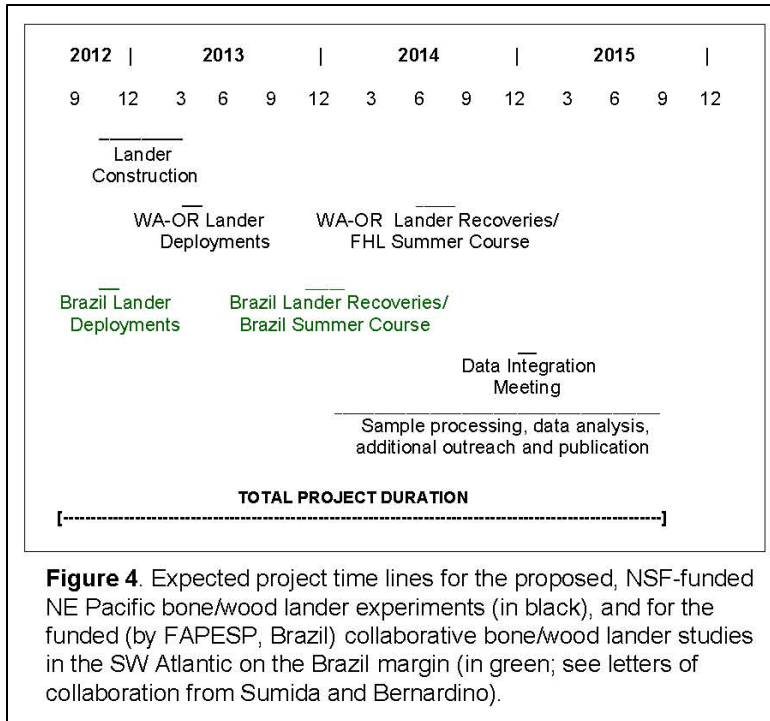 2012 | 2013 | 2014 | 2015 |
9 12 3 6 9 12 3 6 9 12 3 6 9 12
Lander
Construction
WA-OR Lander WA-OR Lander Recoveries/
Deployments FHL Summer Course
Brazil Lander Brazil Lander Recoveries/
Deployments Brazil Summer Course
Data Integration
Meeting
Sample processing, data analysis,
additional outreach and publication
TOTAL PROJECT DURATION
[-----------------------------------------------------------------------------------------]
Figure 4. Expected project time lines for the proposed, NSF-funded
NE Pacific bone/wood lander experiments (in black), and for the
funded (by FAPESP, Brazil) collaborative bone/wood lander studies
in the SW Atlantic on the Brazil margin (in green; see letters of
collaboration from Sumida and Bernardino).